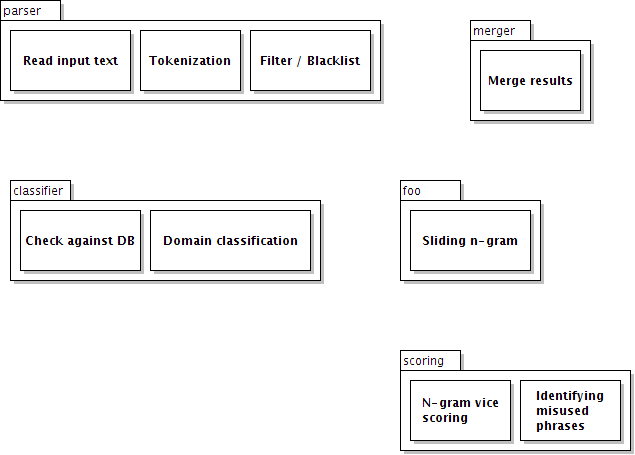 parser
Read input text
Tokenization
Filter / Blacklist
merger
Merge results
classifier
Check against DB
Domain classification
foo
Sliding n-gram
scoring
N-gram vice
scoring
Identifying
misused
phrases